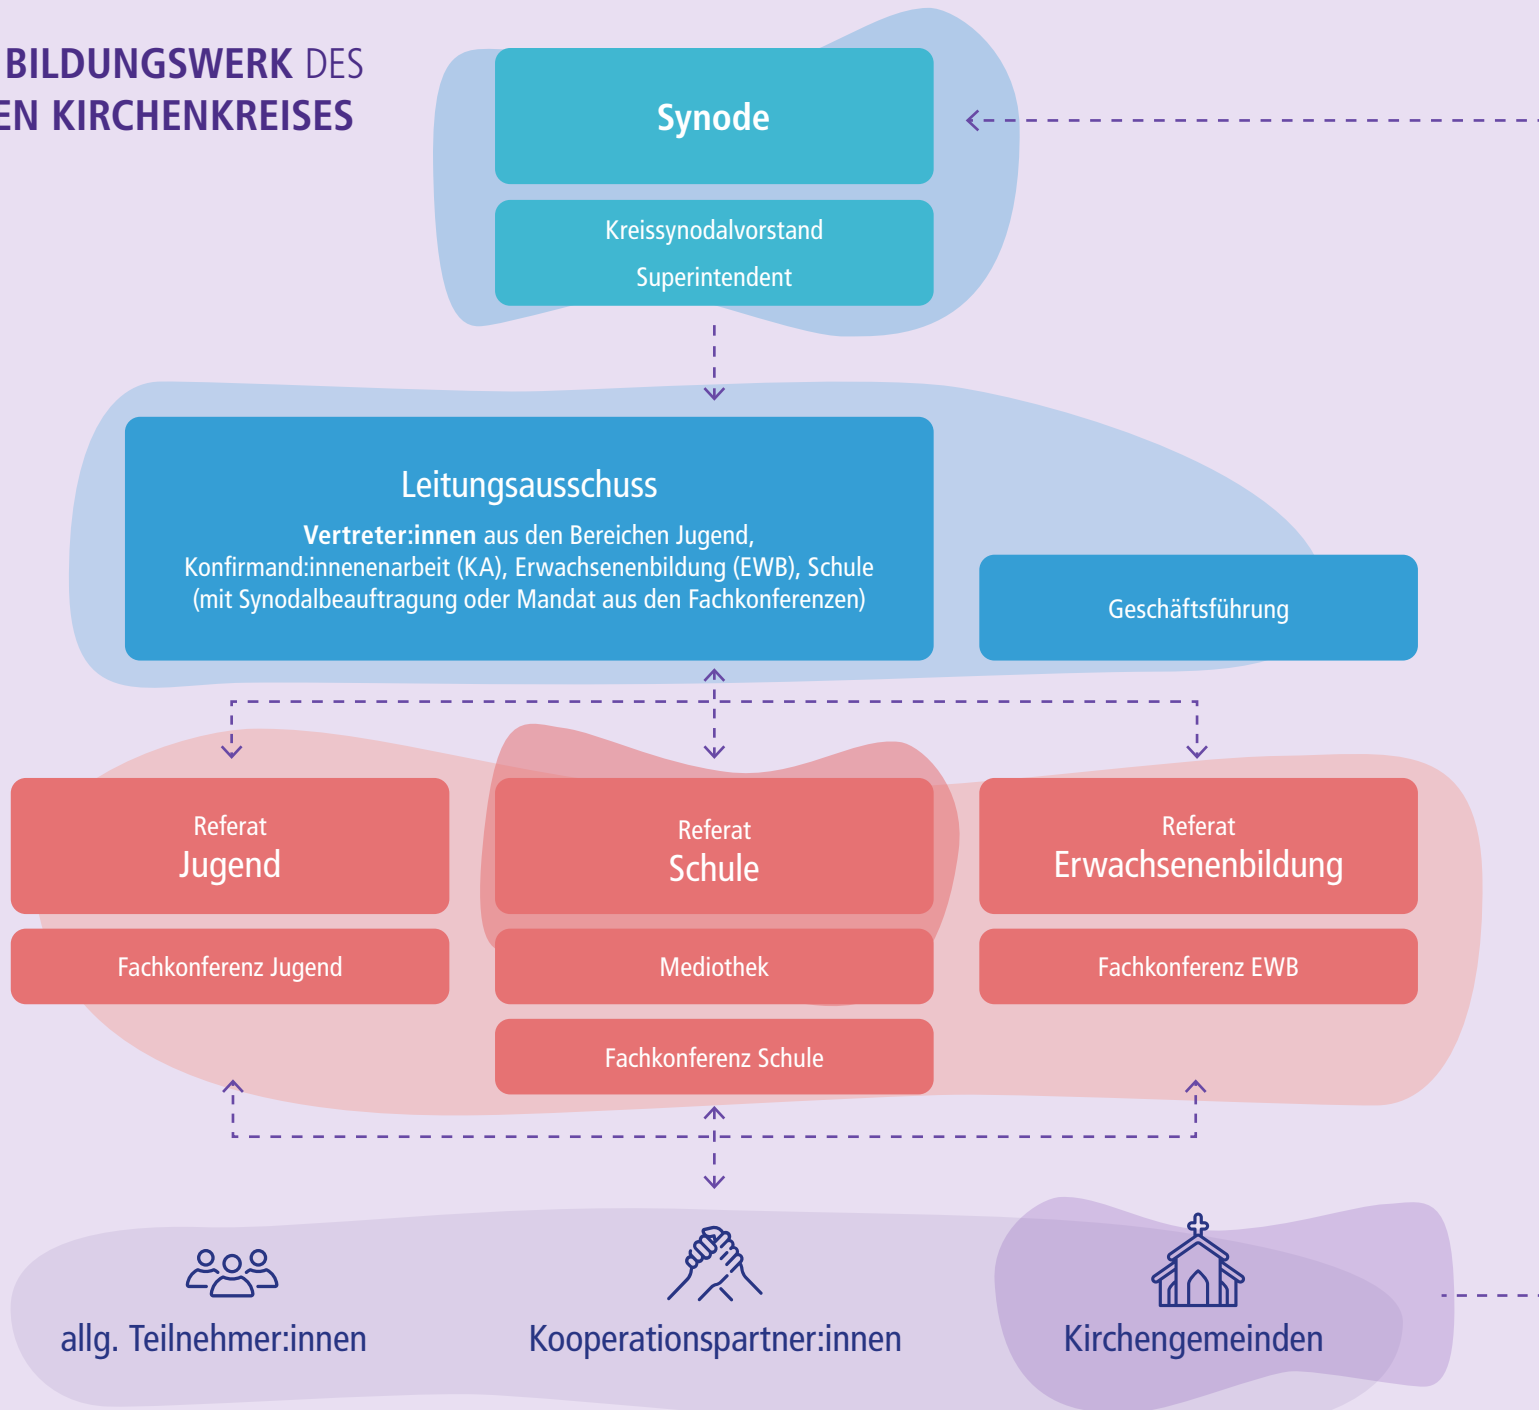 BILDUNGSWERK DES
EN KIRCHENKREISES
Synode
Kreissynodalvorstand
Superintendent
Leitungsausschuss
Vertreter:innen aus den Bereichen Jugend,
Konfirmand:innenenarbeit (KA), Erwachsenenbildung (EWB), Schule
(mit Synodalbeauftragung oder Mandat aus den Fachkonferenzen)
Geschäftsführung
Referat
Jugend
Fachkonferenz Jugend
Referat
Schule
Mediothek
Fachkonferenz Schule
Referat
Erwachsenenbildung
Fachkonferenz EWB
allg. Teilnehmer:innen
Kooperationspartner:innen
Kirchengemeinden